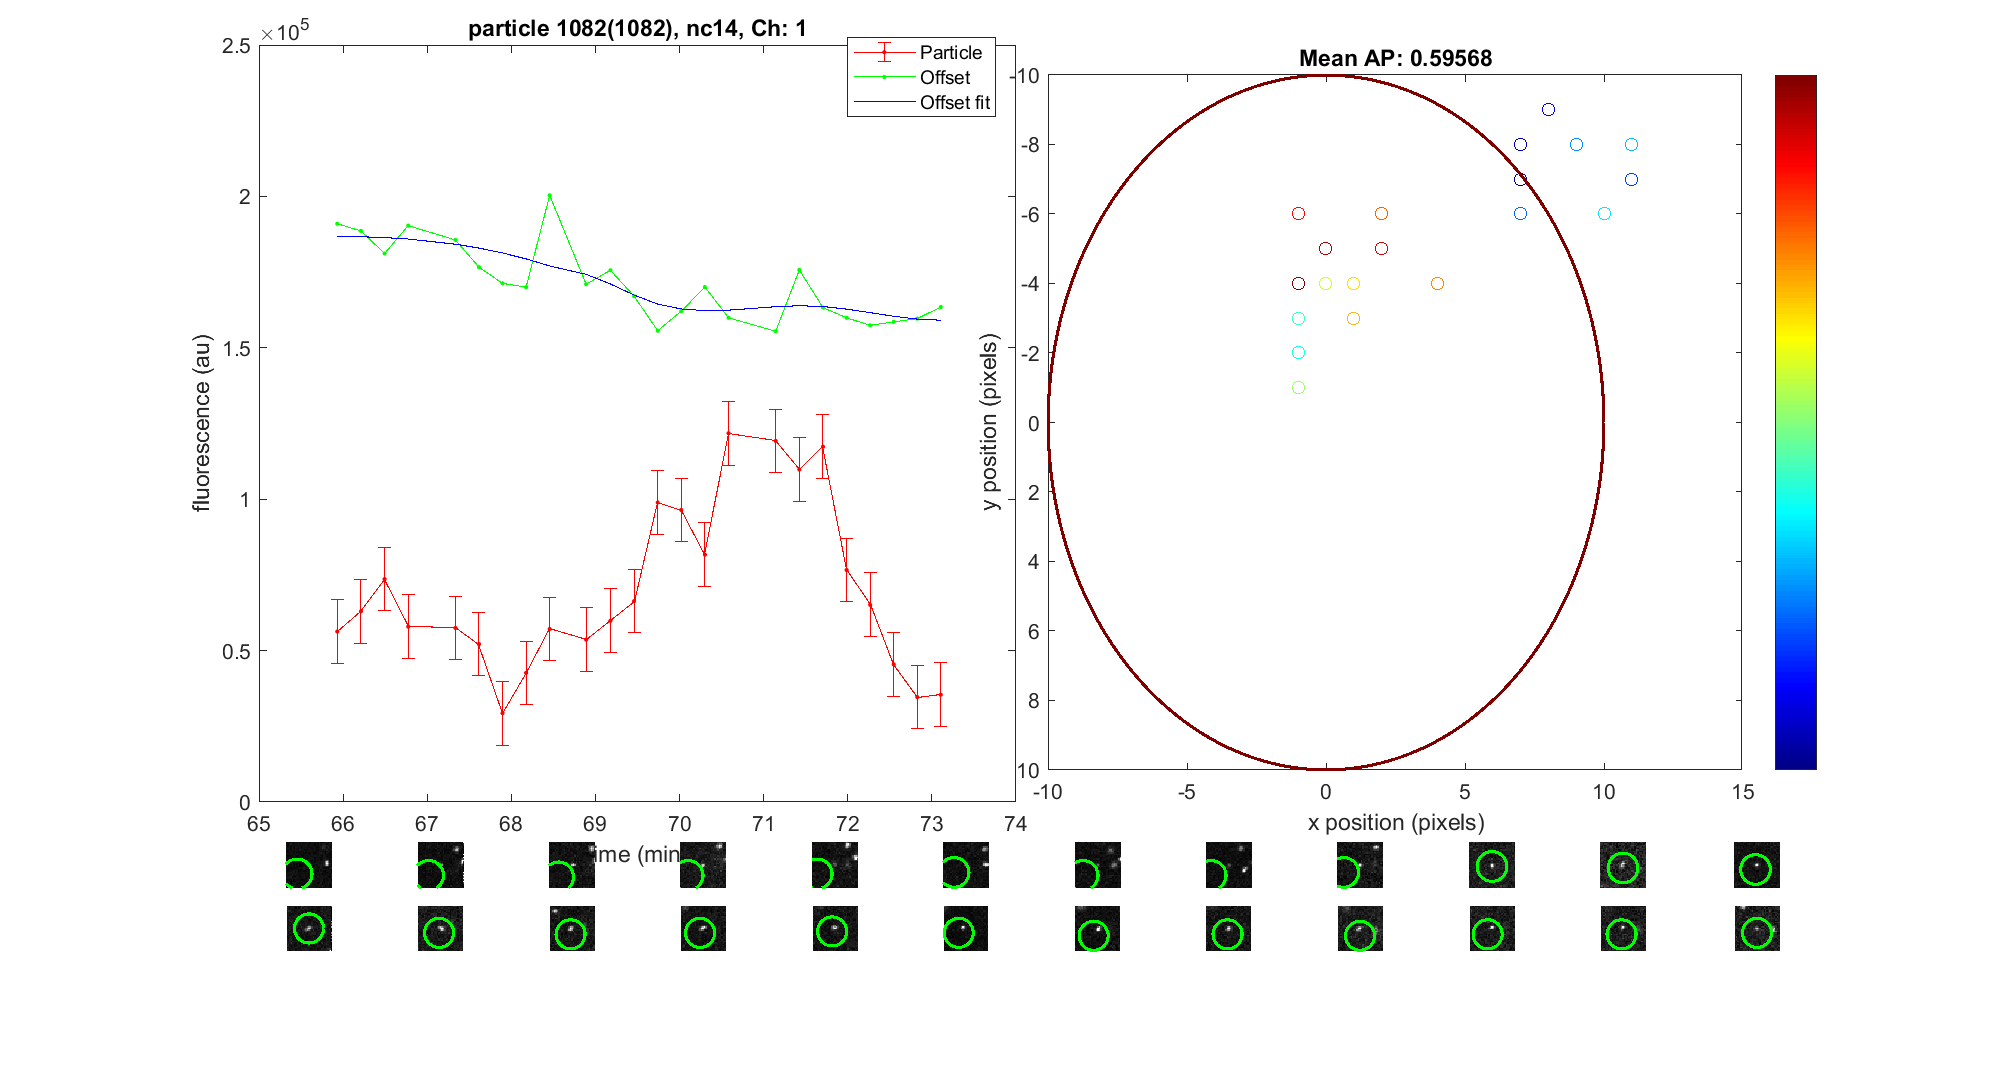 particle 1082(1082), nc14, Ch: 1
×10^5
Particle
Offset
Offset fit
fluorescence (au)
2.5
2
1.5
1
0.5
0
65 66 67 68 69 70 71 72 73 74
ime (min
Mean AP: 0.59568
y position (pixels)
-10
-8
-6
-4
-2
0
2
4
6
8
10
-10 -5 0 5 10 15
x position (pixels)